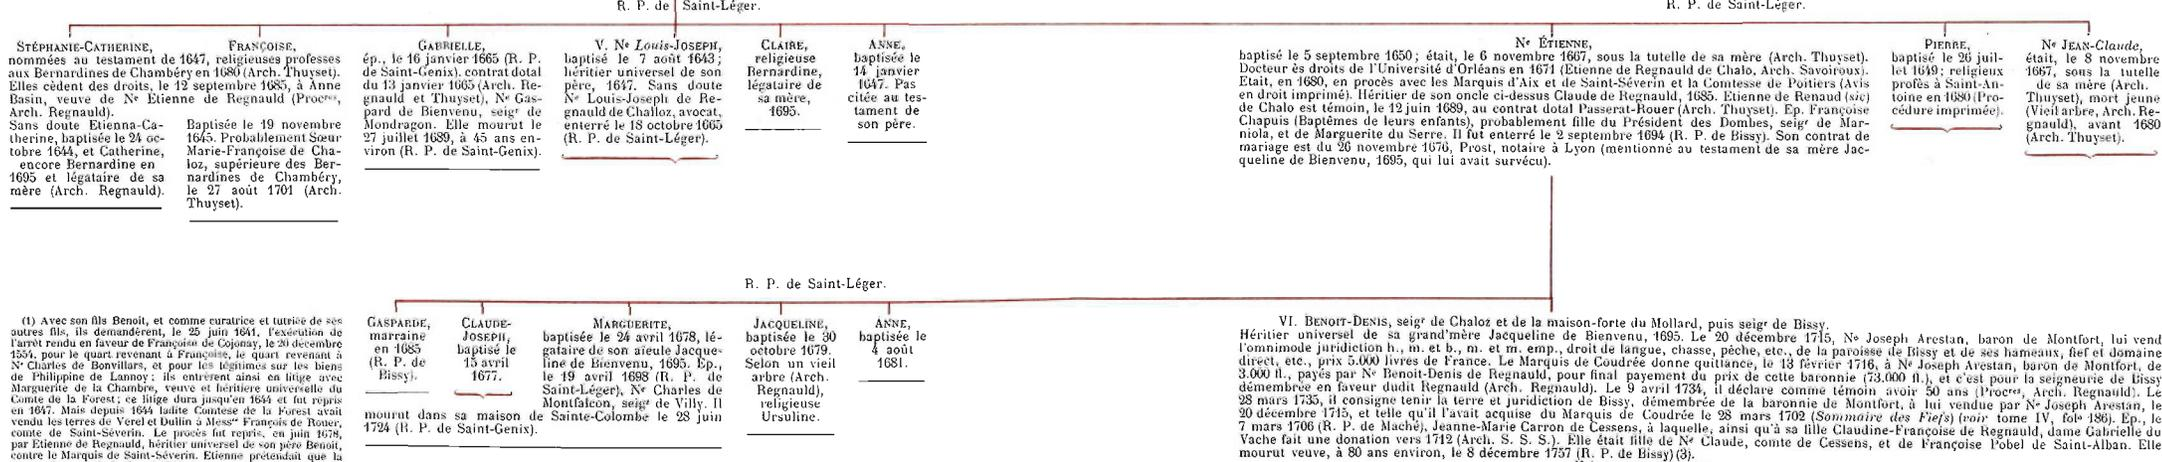 R. P. de Saint-Léger.
R. P. de Saint-Léger.
STÉPHANIE-CATHERINE, FRANÇOISE,
nommées au testament de 1647, religieuses professes
aux Bernardines de Chambéry en 1680 (Arch. Thuyset).
Elles cèdent des droits, le 12 septembre 1685, à Anne
Basin, veuve de Nᵉ Etienne de Regnault (Procʳᵉ,
Arch. Regnauld).
Sans doute Etienna-Ca-
therine, baptisée le 24 oc-
tobre 1644, et Catherine,
encore Bernardine en
1695 et légataire de sa
mère (Arch. Regnauld).
Baptisée le 19 novembre
1645. Probablement Sœur
Marie-Françoise de Cha-
loz, supérieure des Ber-
nardines de Chambéry,
le 27 août 1701 (Arch.
Thuyset).
GABRIELLE,
ép., le 16 janvier 1665 (R. P.
de Saint-Genix). contrat dotal
du 13 janvier 1665 (Arch. Re-
gnauld et Thuyset), Nᵉ Gas-
pard de Bienvenu, seigʳ de
Mondragon. Elle mourut le
27 juillet 1689, à 45 ans en-
viron (R. P. de Saint-Genix).
V. Nᵉ Louis-JOSEPH,
baptisé le 7 août 1643;
héritier universel de son
père, 1647. Sans doute
Nᵉ Louis-Joseph de Re-
gnauld de Challoz, avocat,
enterré le 18 octobre 1665
(R. P. de Saint-Léger).
CLAIRE,
religieuse
Bernardine,
légataire de
sa mère,
1695.
ANNE,
baptisée le
14 janvier
1647. Pas
citée au tes-
tament de
son père.
Nᵉ ÉTIENNE,
baptisé le 5 septembre 1650; était, le 6 novembre 1667, sous la tutelle de sa mère (Arch. Thuyset).
Docteur ès droits de l'Université d'Orléans en 1671 (Etienne de Regnauld de Chalo, Arch. Savoiroux).
Etait, en 1680, en procès avec les Marquis d'Aix et de Saint-Séverin et la Comtesse de Poitiers (Avis
en droit imprimé). Héritier de son oncle ci-dessus Claude de Regnauld, 1685. Etienne de Renaud (sic)
de Chalo est témoin, le 12 juin 1689, au contrat dotal Passerat-Rouer (Arch. Thuyset). Ep. Françoise
Chapuis (Baptêmes de leurs enfants), probablement fille du Président des Dombes, seigʳ de Mar-
niola, et de Marguerite du Serre. Il fut enterré le 2 septembre 1694 (R. P. de Bissy). Son contrat de
mariage est du 26 novembre 1676, Prost, notaire à Lyon (mentionné au testament de sa mère Jac-
queline de Bienvenu, 1695, qui lui avait survécu).
PIERRE,
baptisé le 26 juil-
let 1649; religieux
profès à Saint-An-
toine en 1680 (Pro-
cédure imprimée).
Nᵉ JEAN-Claude,
était, le 8 novembre
1667, sous la tutelle
de sa mère (Arch.
Thuyset), mort jeune
(Vieil arbre, Arch. Re-
gnauld), avant 1680
(Arch. Thuyset).
R. P. de Saint-Léger.
(1) Avec son fils Benoit, et comme curatrice et tutrice de ses
autres fils, ils demandèrent, le 25 juin 1641, l'exécution de
l'arrêt rendu en faveur de Françoise de Cojonay, le 20 décembre
1554, pour le quart revenant à Françoise, le quart revenant à
Nᵉ Charles de Bonvillars, et pour les légitimes sur les biens
de Philippine de Lannoy; ils entrèrent ainsi en litige avec
Marguerite de la Chambre, veuve et héritière universelle du
Comte de la Forest; ce litige dura jusqu'en 1644 et fut repris
en 1647. Mais depuis 1644 ladite Comtesse de la Forest avait
vendu les terres de Verel et Dullin à Messʳᵉ François de Rouer,
comte de Saint-Séverin. Le procès fut repris, en juin 1678,
par Etienne de Regnauld, héritier universel de son père Benoit,
contre le Marquis de Saint-Séverin. Etienne prétendait que la
GASPARDE,
marraine
en 1685
(R. P. de
Bissy).
CLAUDE-
JOSEPH,
baptisé le
15 avril
1677.
MARGUERITE,
baptisée le 24 avril 1678, lé-
gataire de son aïeule Jacque-
line de Bienvenu, 1695. Ep.,
le 19 avril 1698 (R. P. de
Saint-Léger), Nᵉ Charles de
Montfalcon, seigʳ de Villy. Il
mourut dans sa maison de Sainte-Colombe le 28 juin
1724 (R. P. de Saint-Genix).
JACQUELINE,
baptisée le 30
octobre 1679.
Selon un vieil
arbre (Arch.
Regnauld),
religieuse
Ursuline.
ANNE,
baptisée le
4 août
1681.
VI. BENOIT-DENIS, seigʳ de Chaloz et de la maison-forte du Mollard, puis seigʳ de Bissy.
Héritier universel de sa grand'mère Jacqueline de Bienvenu, 1695. Le 20 décembre 1715, Nᵉ Joseph Arestan, baron de Montfort, lui vend
l'omnimode juridiction h., m. et b., m. et m. emp., droit de langue, chasse, pêche, etc., de la paroisse de Bissy et de ses hameaux, fief et domaine
direct, etc., prix 5.000 livres de France. Le Marquis de Coudrée donne quittance, le 13 février 1716, à Nᵉ Joseph Arestan, baron de Montfort, de
3.000 fl., payés par Nᵉ Benoit-Denis de Regnauld, pour final payement du prix de cette baronnie (73.000 fl.), et c'est pour la seigneurie de Bissy
démembrée en faveur dudit Regnauld (Arch. Regnauld). Le 9 avril 1734, il déclare comme témoin avoir 50 ans (Procʳᵉ, Arch. Regnauld). Le
28 mars 1735, il consigne tenir la terre et juridiction de Bissy, démembrée de la baronnie de Montfort, à lui vendue par Nᵉ Joseph Arestan, le
20 décembre 1715, et telle qu'il l'avait acquise du Marquis de Coudrée le 28 mars 1702 (Sommaire des Fiefs) (voir tome IV, folᵒ 186). Ep., le
7 mars 1706 (R. P. de Maché), Jeanne-Marie Carron de Cessens, à laquelle, ainsi qu'à sa fille Claudine-Françoise de Regnauld, dame Gabrielle du
Vache fait une donation vers 1712 (Arch. S. S. S.). Elle était fille de Nᵉ Claude, comte de Cessens, et de Françoise Pobel de Saint-Alban. Elle
mourut veuve, à 80 ans environ, le 8 décembre 1757 (R. P. de Bissy) (3).